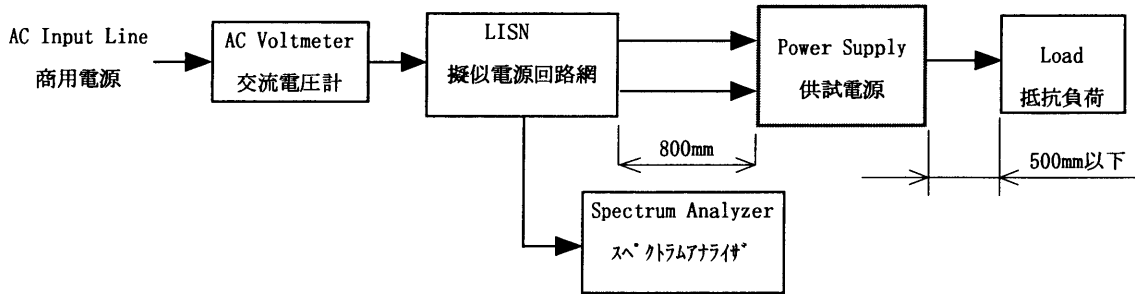 AC Input Line
商用電源
AC Voltmeter
交流電圧計
LISN
擬似電源回路網
Power Supply
供試電源
Load
抵抗負荷
800mm
500mm以下
Spectrum Analyzer
スペクトラムアナライザ